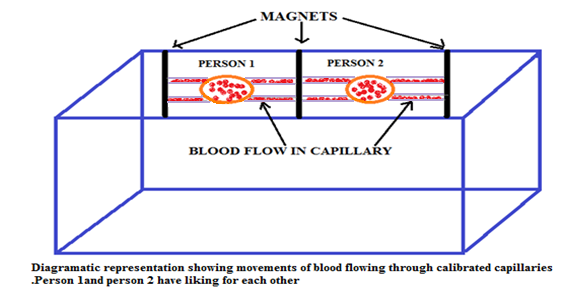 MAGNETS
PERSON 1
PERSON 2
BLOOD FLOW IN CAPILLARY
Diagramatic representation showing movements of blood flowing through calibrated capillaries
.Person 1and person 2 have liking for each other